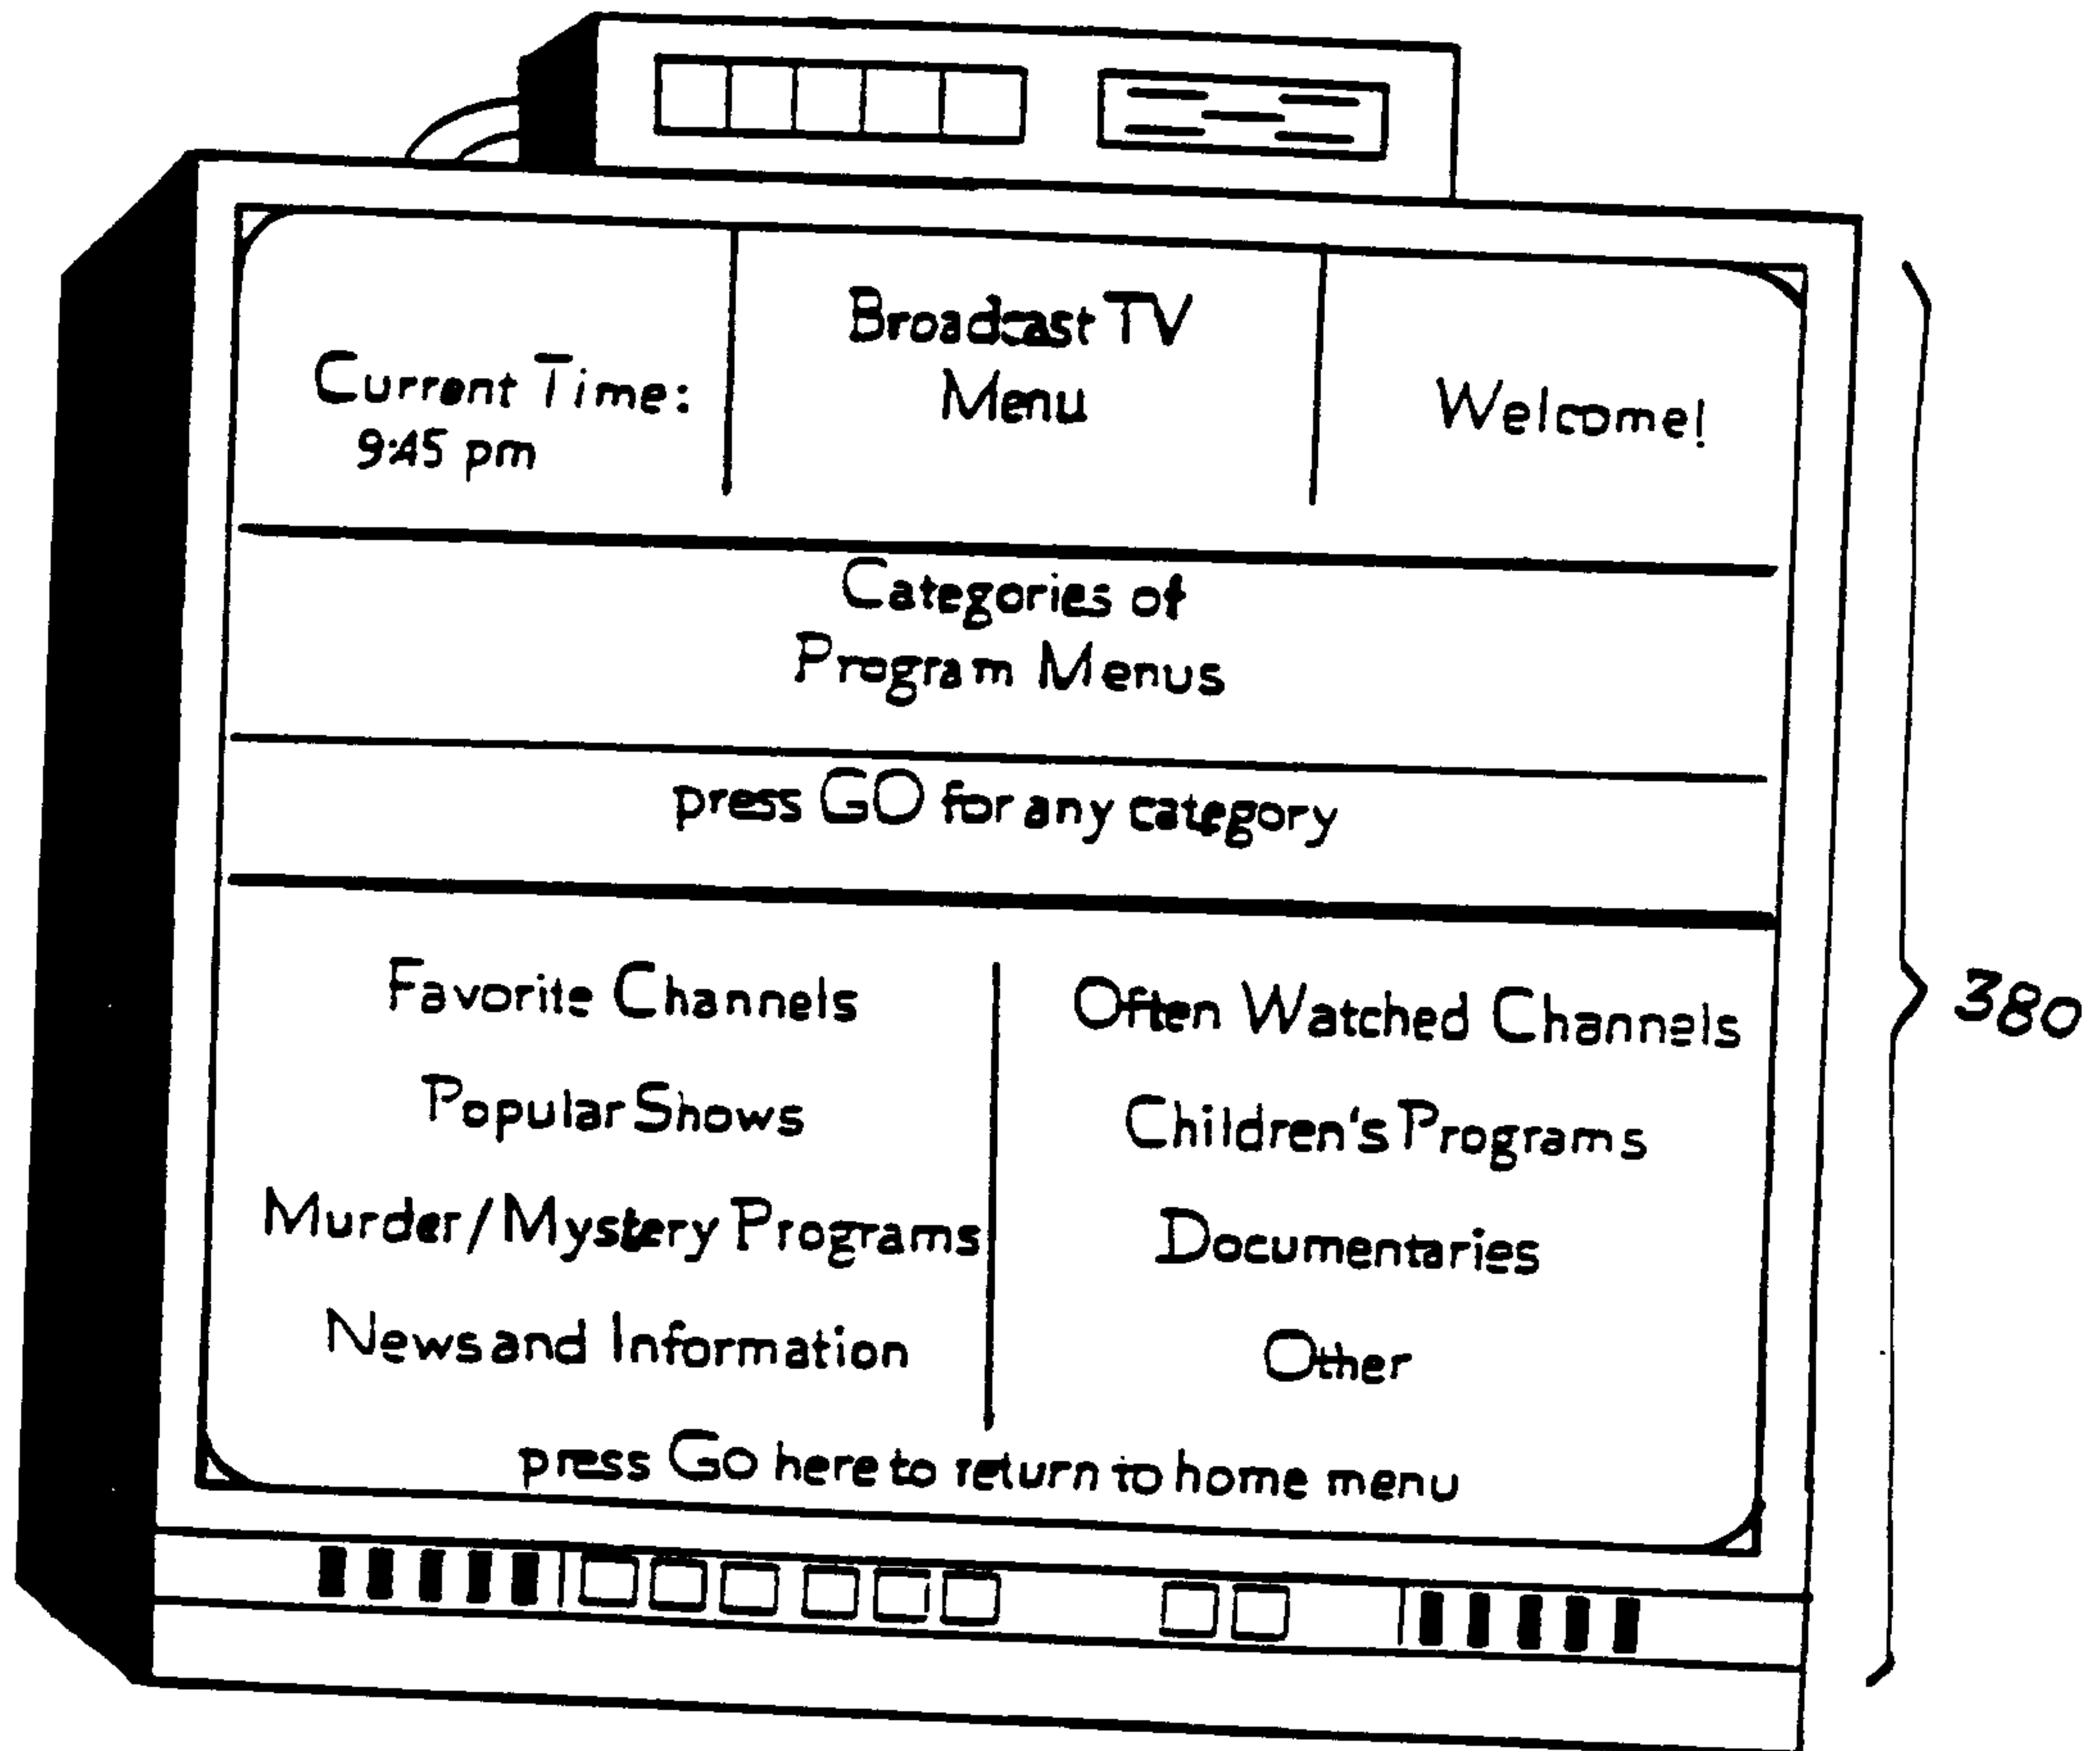 Broadcast TV
Menu
Current Time:
9:45 pm
Welcome!
Categories of
Program Menus
press GO for any category
Favorite Channels
Often Watched Channels
Popular Shows
Children's Programs
Murder/Mystery Programs
Documentaries
News and Information
Other
press Go here to return to home menu
380